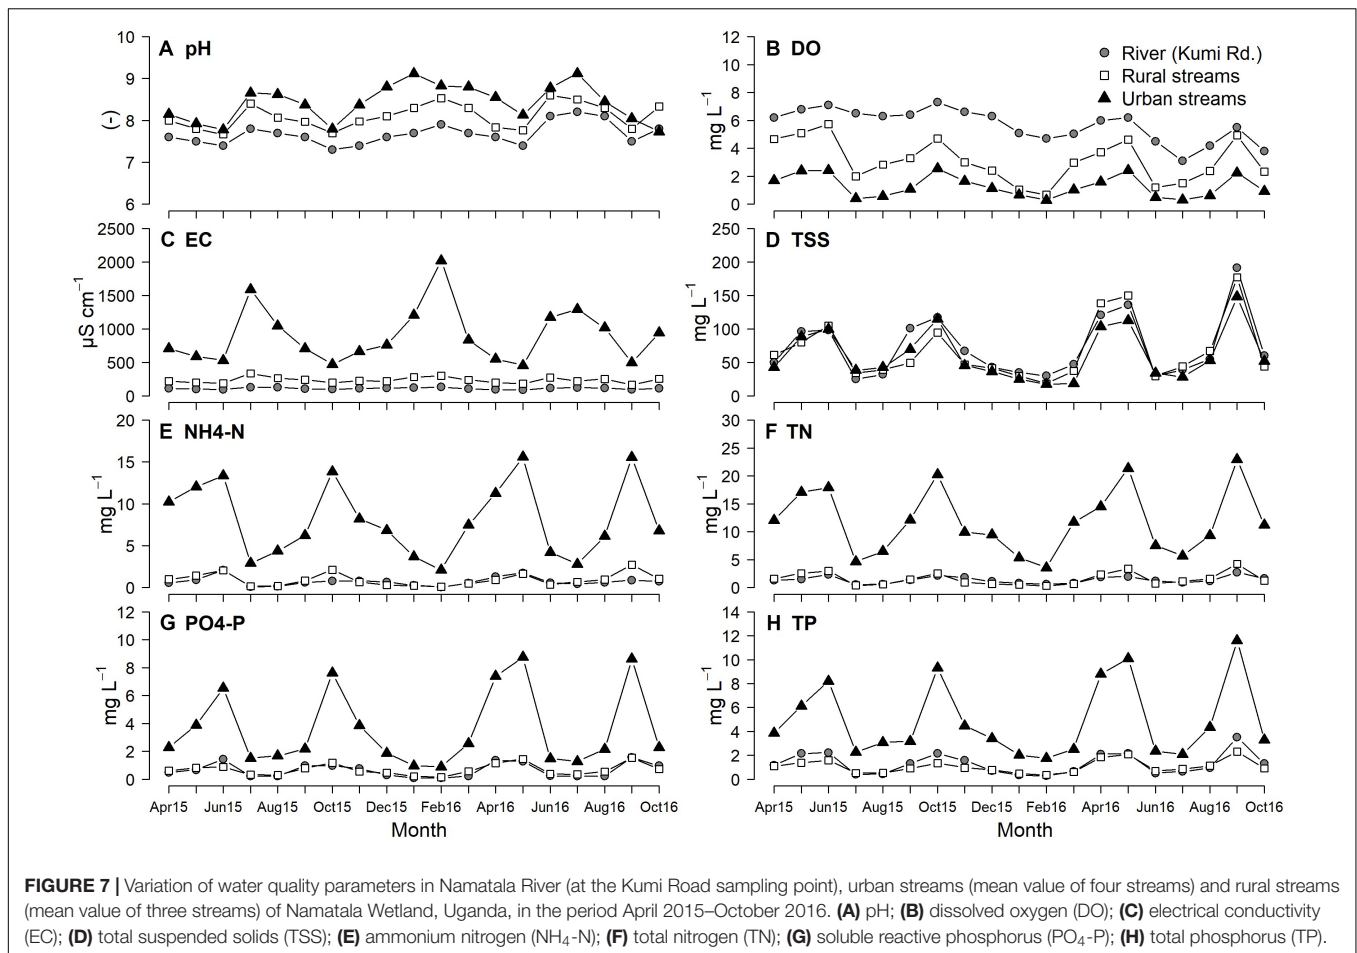 A pH
10
9
8
7
6
(-)
B DO
12
10
8
6
4
2
0
mg L⁻¹
River (Kumi Rd.)
Rural streams
Urban streams
C EC
2500
2000
1500
1000
500
0
µS cm⁻¹
D TSS
250
200
150
100
50
0
mg L⁻¹
E NH4-N
20
15
10
5
0
mg L⁻¹
F TN
30
25
20
15
10
5
0
mg L⁻¹
G PO4-P
12
10
8
6
4
2
0
mg L⁻¹
Apr15 Jun15 Aug15 Oct15 Dec15 Feb16 Apr16 Jun16 Aug16 Oct16
Month
H TP
14
12
10
8
6
4
2
0
mg L⁻¹
Apr15 Jun15 Aug15 Oct15 Dec15 Feb16 Apr16 Jun16 Aug16 Oct16
Month
FIGURE 7 | Variation of water quality parameters in Namatala River (at the Kumi Road sampling point), urban streams (mean value of four streams) and rural streams
(mean value of three streams) of Namatala Wetland, Uganda, in the period April 2015–October 2016. (A) pH; (B) dissolved oxygen (DO); (C) electrical conductivity
(EC); (D) total suspended solids (TSS); (E) ammonium nitrogen (NH₄-N); (F) total nitrogen (TN); (G) soluble reactive phosphorus (PO₄-P); (H) total phosphorus (TP).